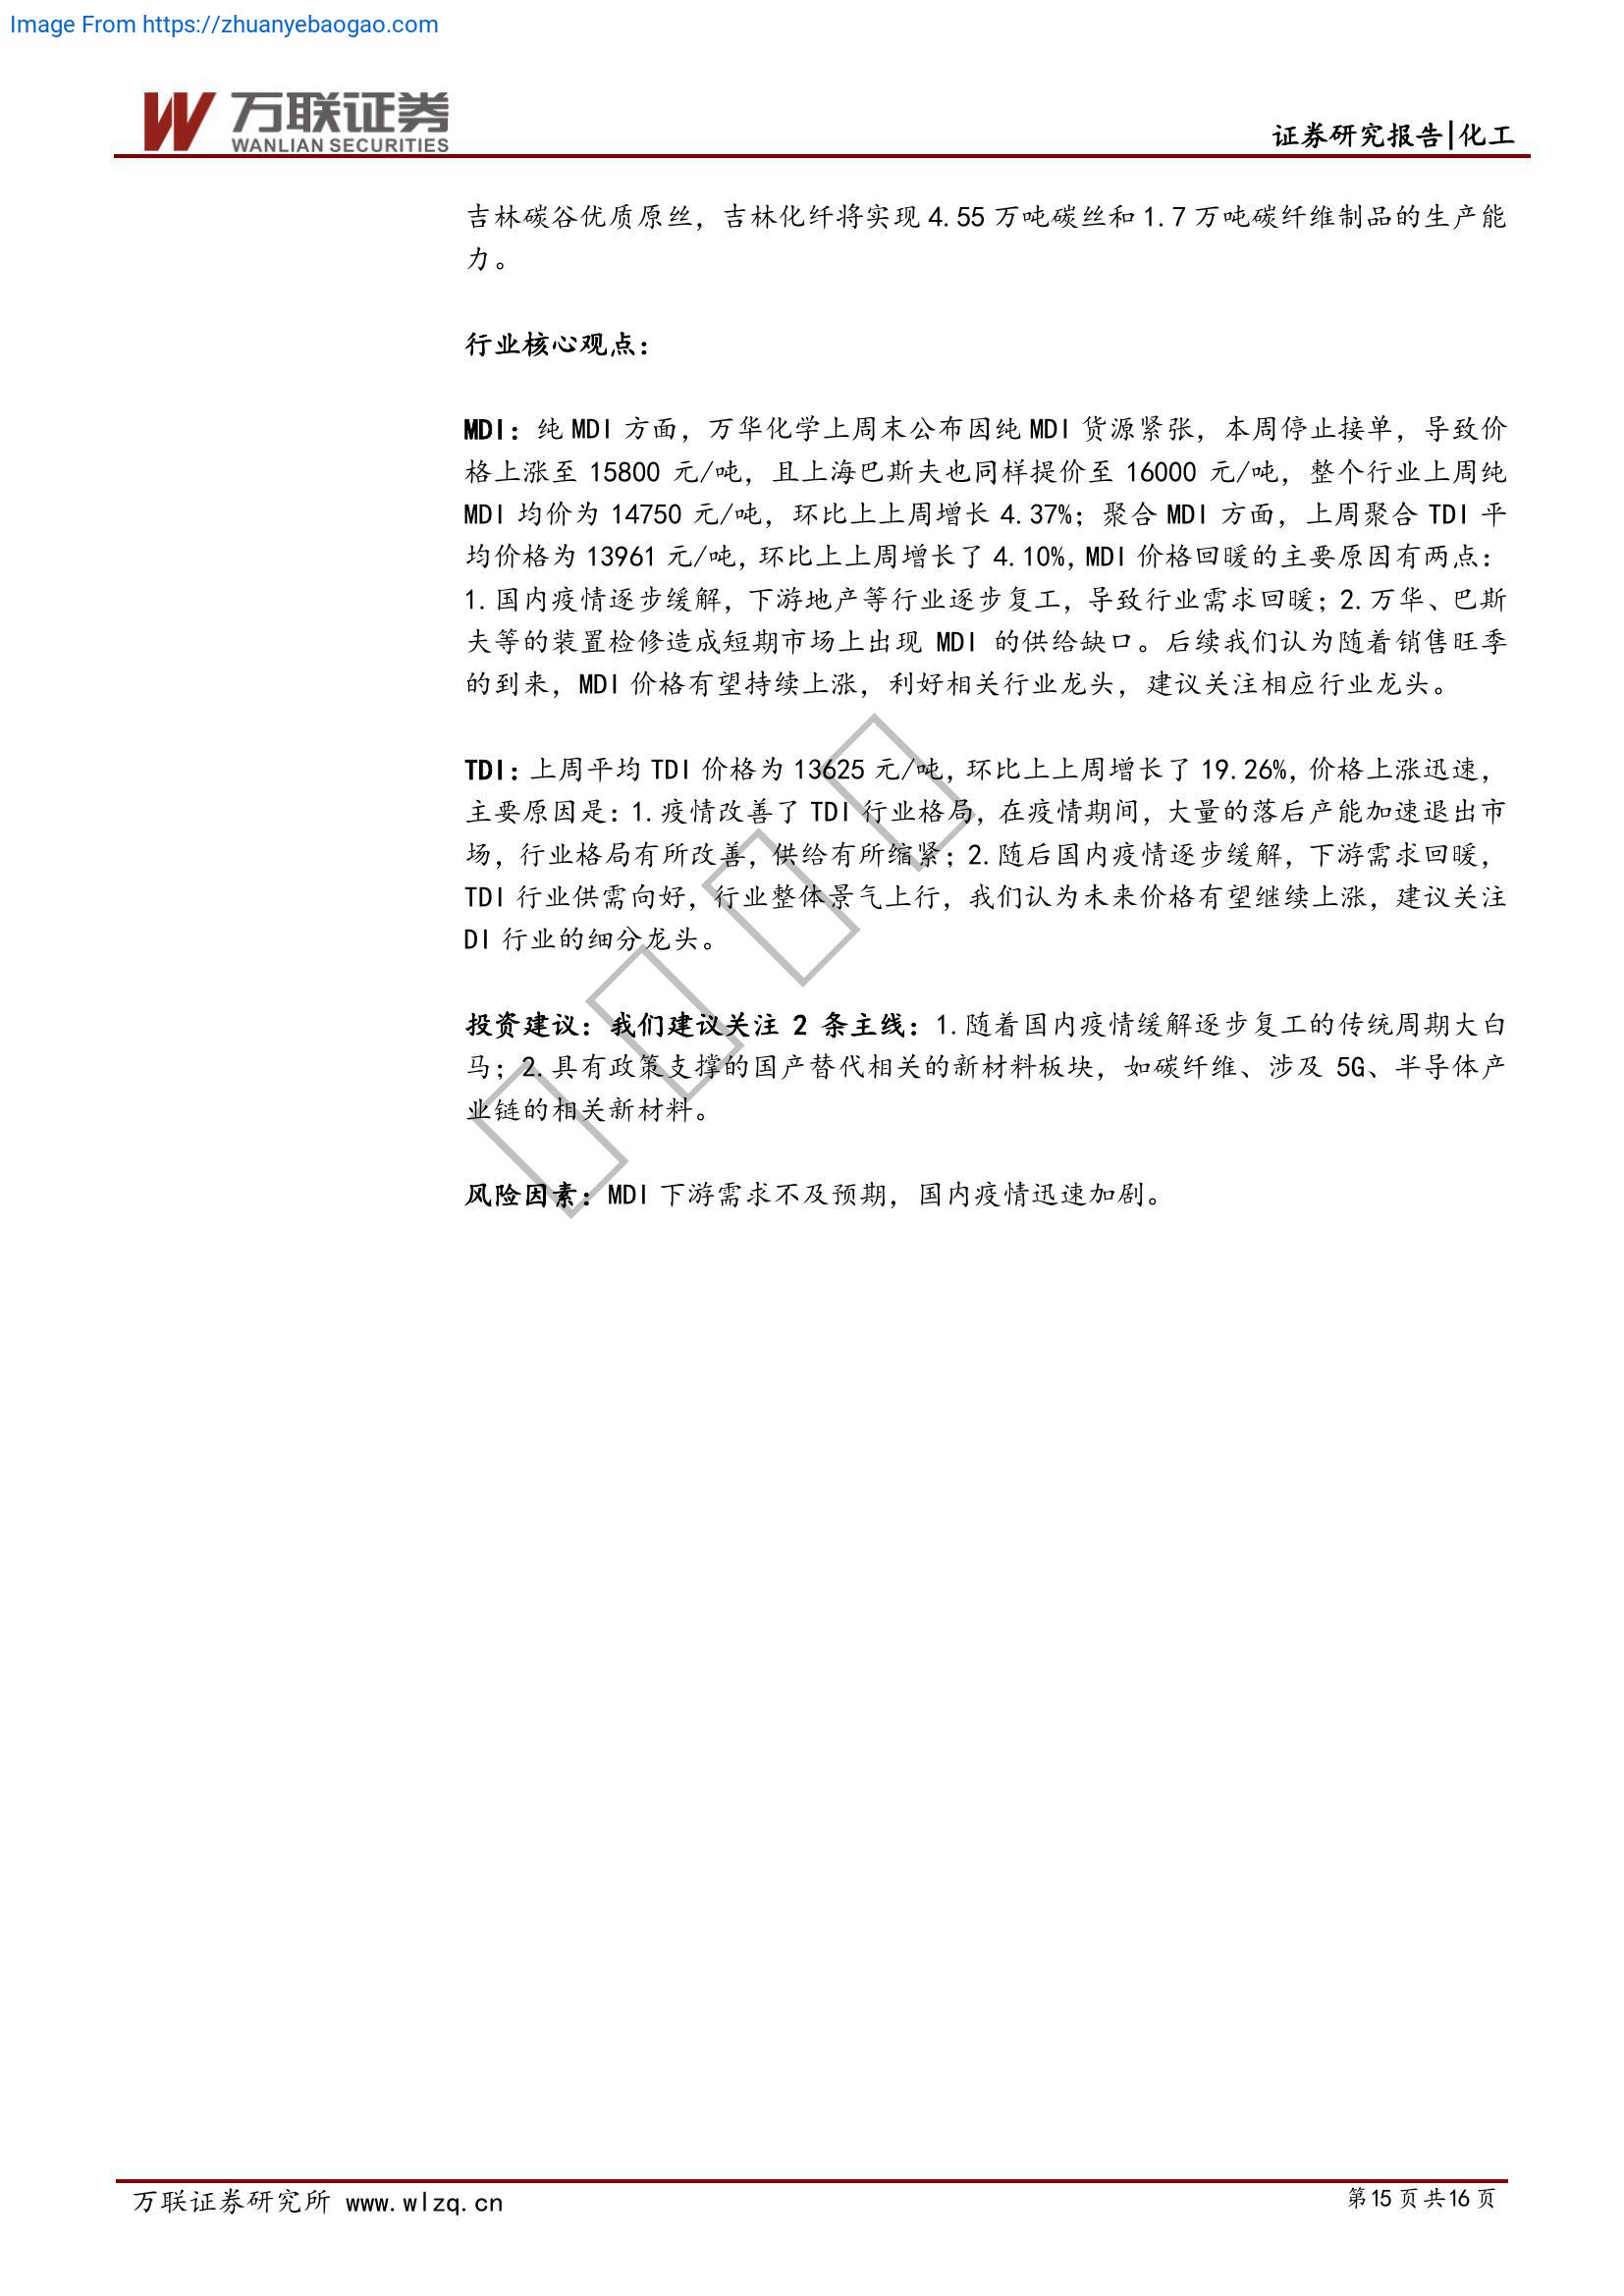 Image From https://zhuanyebaogao.com
万联证券
WANLIAN SECURITIES
证券研究报告|化工
吉林碳谷优质原丝，吉林化纤将实现 4.55 万吨碳丝和 1.7 万吨碳纤维制品的生产能
力。
行业核心观点：
MDI：纯 MDI 方面，万华化学上周末公布因纯 MDI 货源紧张，本周停止接单，导致价
格上涨至 15800 元/吨，且上海巴斯夫也同样提价至 16000 元/吨，整个行业上周纯
MDI 均价为 14750 元/吨，环比上上周增长 4.37%；聚合 MDI 方面，上周聚合 TDI 平
均价格为 13961 元/吨，环比上上周增长了 4.10%，MDI 价格回暖的主要原因有两点：
1.国内疫情逐步缓解，下游地产等行业逐步复工，导致行业需求回暖；2.万华、巴斯
夫等的装置检修造成短期市场上出现 MDI 的供给缺口。后续我们认为随着销售旺季
的到来，MDI 价格有望持续上涨，利好相关行业龙头，建议关注相应行业龙头。
TDI：上周平均 TDI 价格为 13625 元/吨，环比上上周增长了 19.26%，价格上涨迅速，
主要原因是：1.疫情改善了 TDI 行业格局，在疫情期间，大量的落后产能加速退出市
场，行业格局有所改善，供给有所缩紧；2.随后国内疫情逐步缓解，下游需求回暖，
TDI 行业供需向好，行业整体景气上行，我们认为未来价格有望继续上涨，建议关注
DI 行业的细分龙头。
投资建议：我们建议关注 2 条主线：1.随着国内疫情缓解逐步复工的传统周期大白
马；2.具有政策支撑的国产替代相关的新材料板块，如碳纤维、涉及 5G、半导体产
业链的相关新材料。
风险因素：MDI 下游需求不及预期，国内疫情迅速加剧。
万联证券研究所 www.wlzq.cn
第 15 页 共 16 页